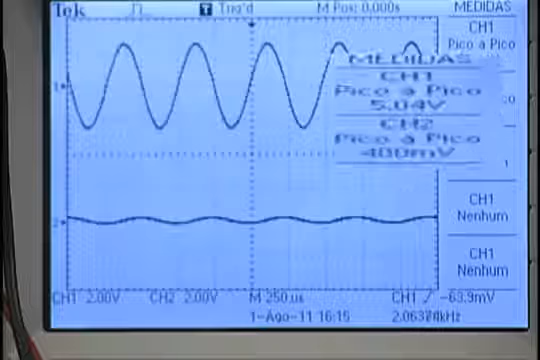 Tek Trig'd M Pos: 0.000s MEDIDAS
CH1
Pico a Pico
MEDIDAS
CH1
Pico a Pico
5.04V
CH2
Pico a Pico
400mV
1
2
CH1
Nenhum
CH1
Nenhum
CH1 2.00V CH2 2.00V M 250us CH1 / -63.9mV
1-Ago-11 16:15